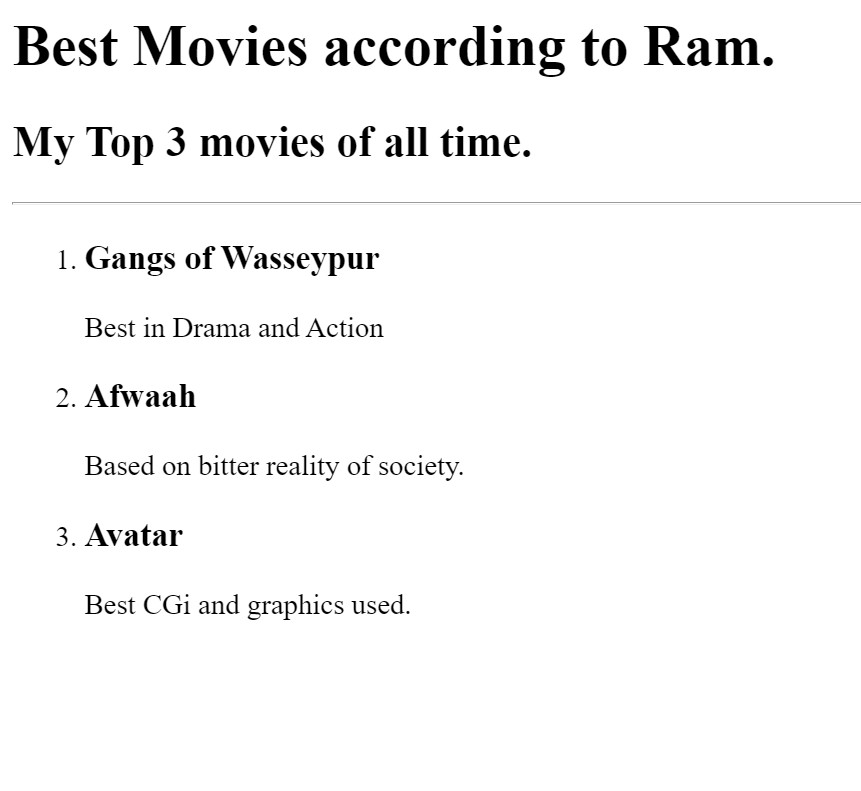 Best Movies according to Ram.
My Top 3 movies of all time.
1. Gangs of Wasseypur
Best in Drama and Action
2. Afwaah
Based on bitter reality of society.
3. Avatar
Best CGi and graphics used.